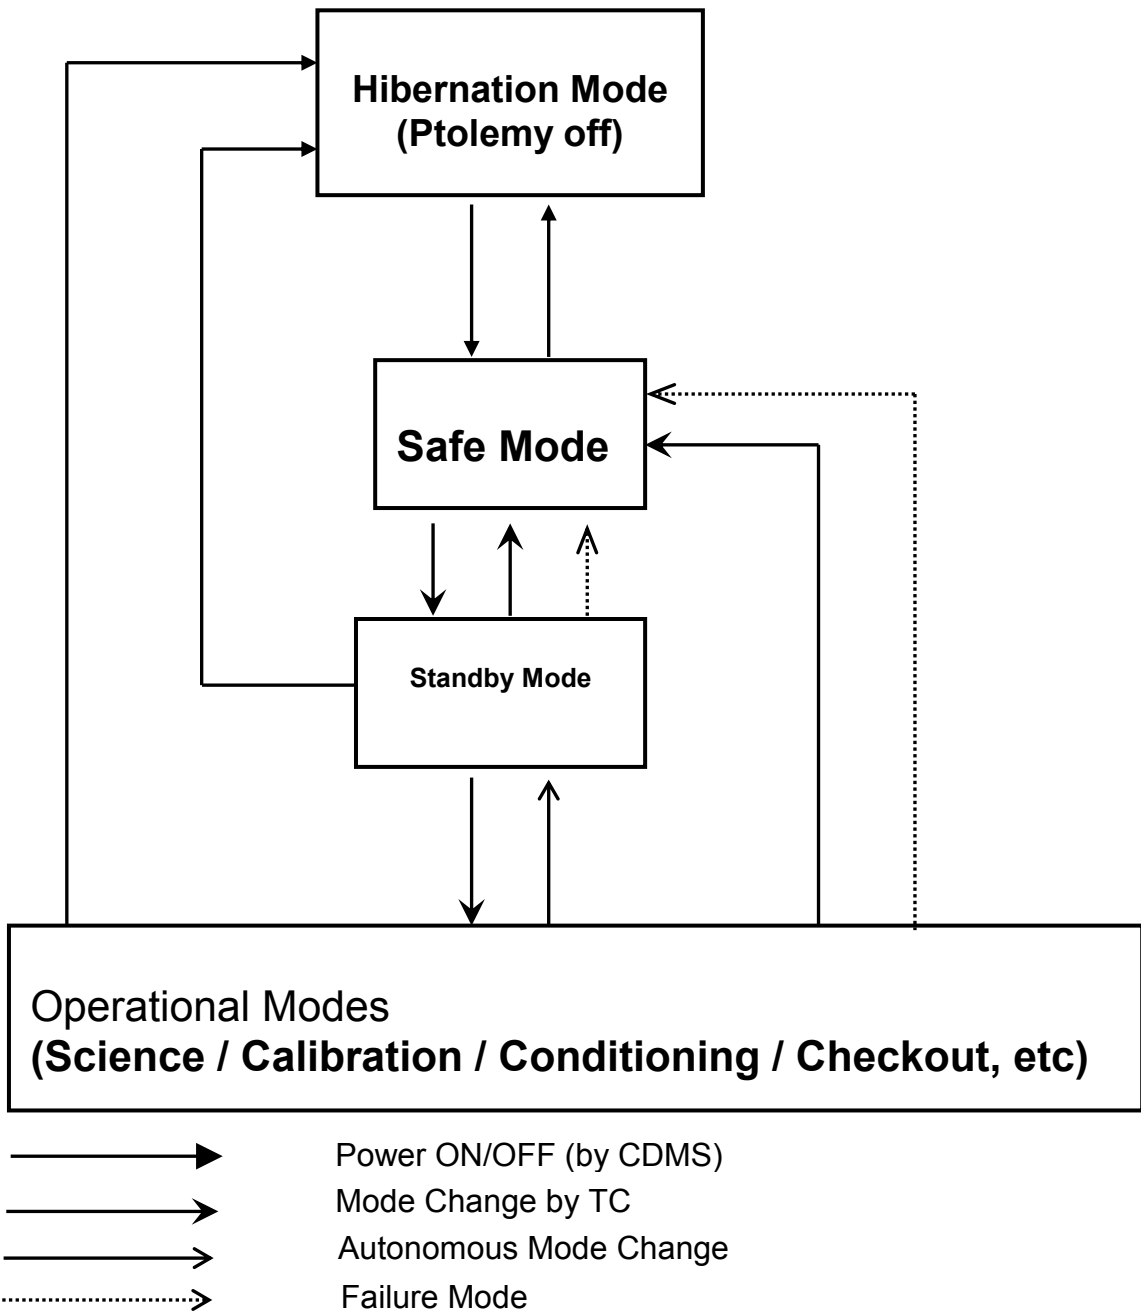 Hibernation Mode
(Ptolemy off)
Safe Mode
Standby Mode
Operational Modes
(Science / Calibration / Conditioning / Checkout, etc)
Power ON/OFF (by CDMS)
Mode Change by TC
Autonomous Mode Change
Failure Mode